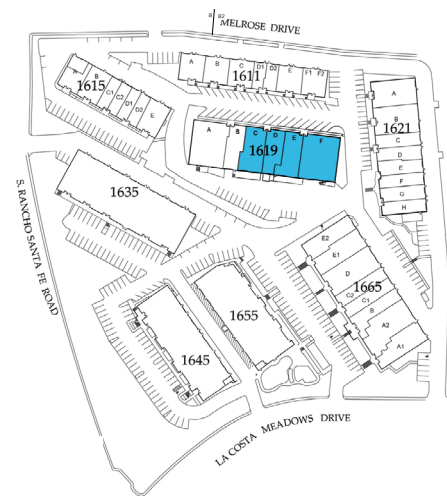 B B2
MELROSE DRIVE
A B C D1 D2 E F1 F2
1611
A B C1 C2 D1 D2 E
1615
A B C D E F
1619
A
B
C
D
E
F
G
H
1621
1635
S. RANCHO SANTA FE ROAD
E2
E1
D
C2 C1
B
A2
A1
1665
1655
1645
LA COSTA MEADOWS DRIVE